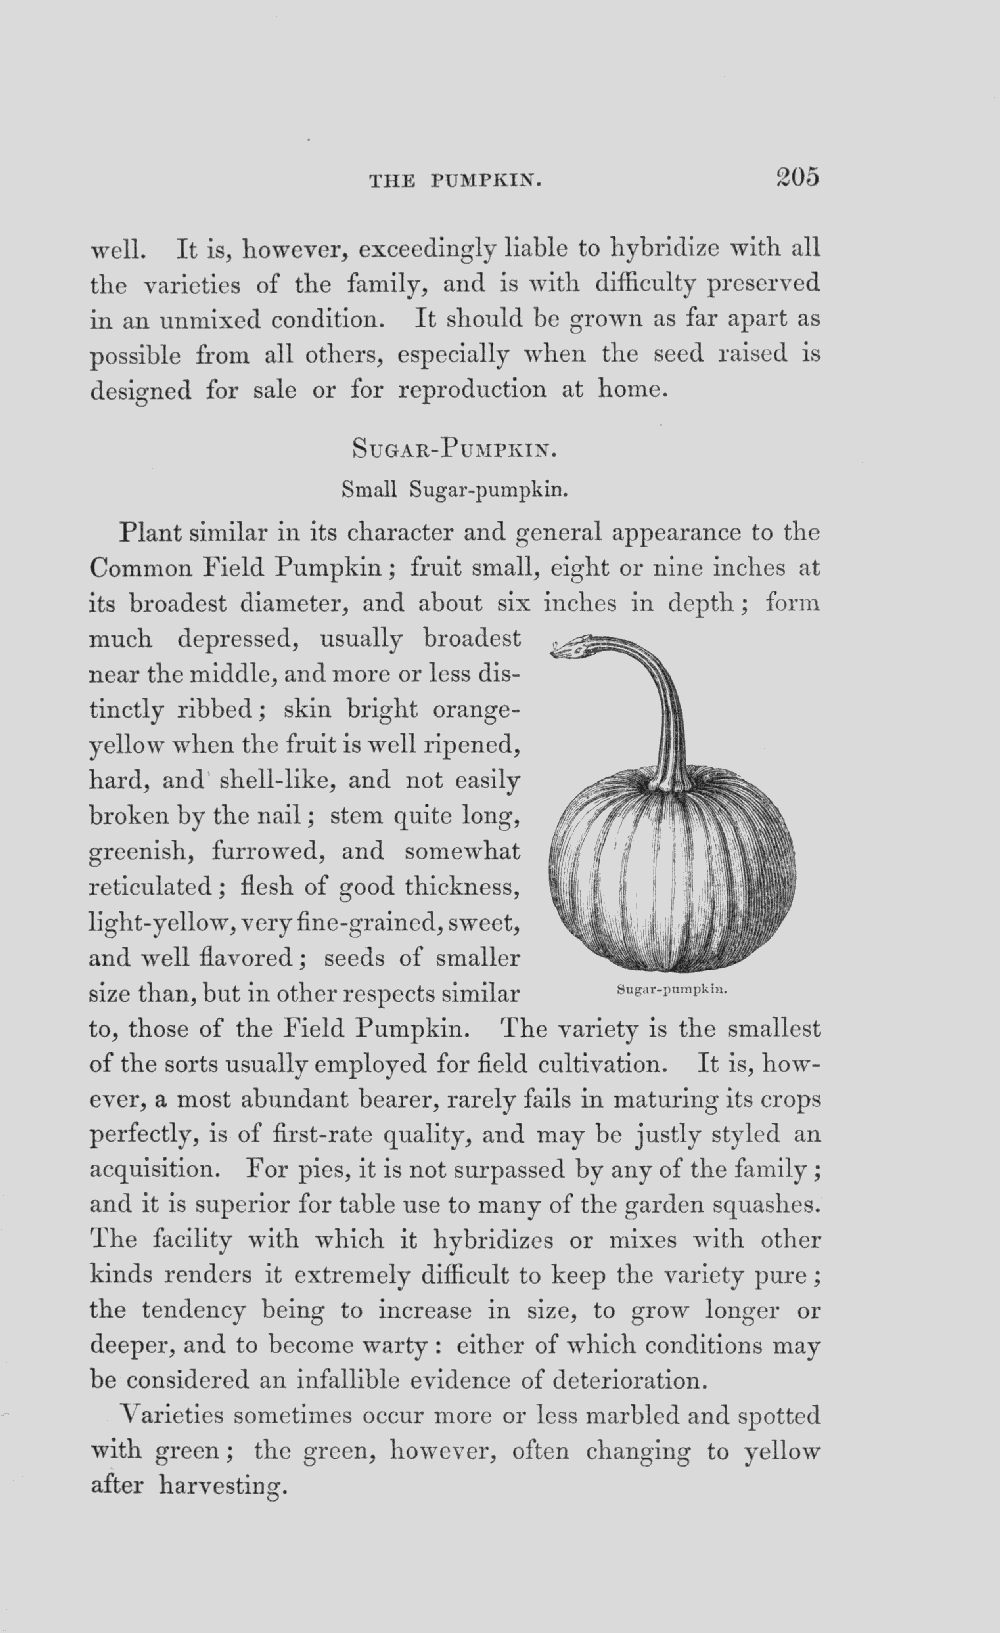 THE PUMPKIN. 205
well. It is, however, exceedingly liable to hybridize with all
the varieties of the family, and is with difficulty preserved
in an unmixed condition. It should be grown as far apart as
possible from all others, especially when the seed raised is
designed for sale or for reproduction at home.
SUGAR-PUMPKIN.
Small Sugar-pumpkin.
Plant similar in its character and general appearance to the
Common Field Pumpkin; fruit small, eight or nine inches at
its broadest diameter, and about six inches in depth; form
much depressed, usually broadest
near the middle, and more or less dis-
tinctly ribbed; skin bright orange-
yellow when the fruit is well ripened,
hard, and shell-like, and not easily
broken by the nail; stem quite long,
greenish, furrowed, and somewhat
reticulated; flesh of good thickness,
light-yellow, very fine-grained, sweet,
and well flavored; seeds of smaller
size than, but in other respects similar
Sugar-pumpkin.
to, those of the Field Pumpkin. The variety is the smallest
of the sorts usually employed for field cultivation. It is, how-
ever, a most abundant bearer, rarely fails in maturing its crops
perfectly, is of first-rate quality, and may be justly styled an
acquisition. For pies, it is not surpassed by any of the family;
and it is superior for table use to many of the garden squashes.
The facility with which it hybridizes or mixes with other
kinds renders it extremely difficult to keep the variety pure;
the tendency being to increase in size, to grow longer or
deeper, and to become warty: either of which conditions may
be considered an infallible evidence of deterioration.
Varieties sometimes occur more or less marbled and spotted
with green; the green, however, often changing to yellow
after harvesting.